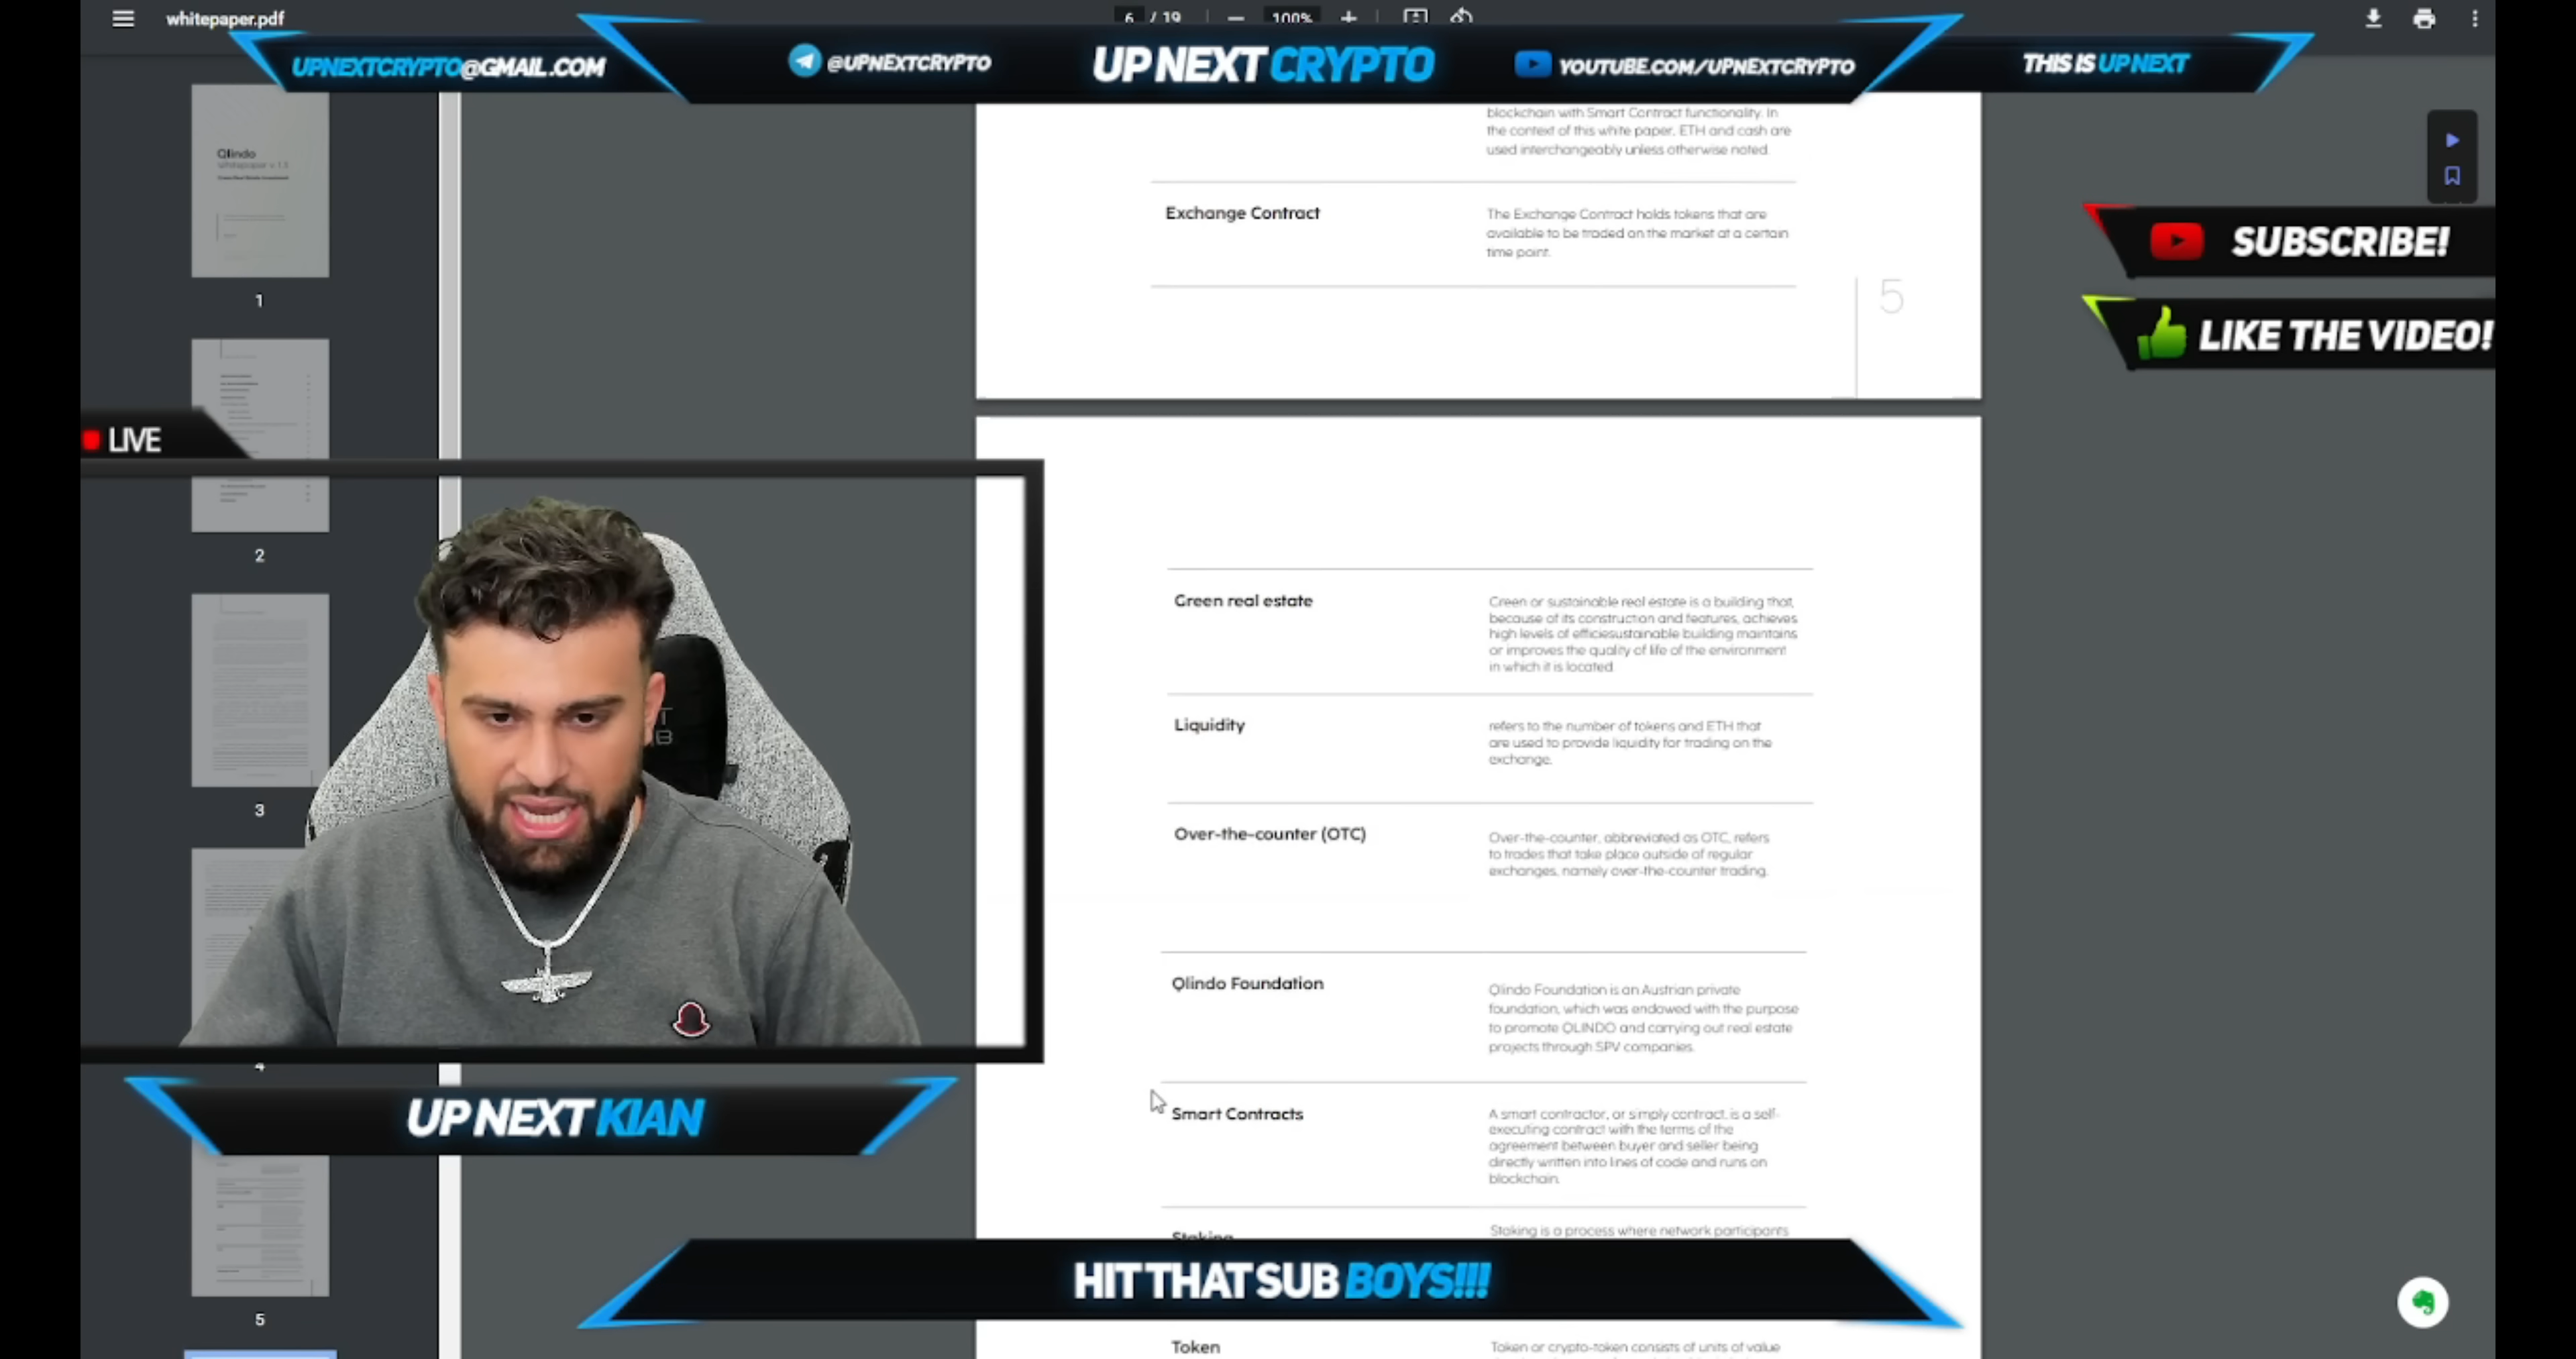 whitepaper.pdf
6 / 19
100%
UPNEXTCRYPTO@GMAIL.COM
@UPNEXTCRYPTO
UP NEXT CRYPTO
YOUTUBE.COM/UPNEXTCRYPTO
THIS IS UP NEXT
SUBSCRIBE!
LIKE THE VIDEO!
LIVE
Qlindo
whitepaper v 1.3
1
2
3
4
5
blockchain with Smart Contract functionality. In
the context of this white paper, ETH and cash are
used interchangeably unless otherwise noted.
Exchange Contract
The Exchange Contract holds tokens that are
available to be traded on the market at a certain
time point.
5
Green real estate
Green or sustainable real estate is a building that,
because of its construction and features, achieves
high levels of efficiesustainable building maintains
or improves the quality of life of the environment
in which it is located
Liquidity
refers to the number of tokens and ETH that
are used to provide liquidity for trading on the
exchange.
Over-the-counter (OTC)
Over-the-counter, abbreviated as OTC, refers
to trades that take place outside of regular
exchanges, namely over-the-counter trading.
Qlindo Foundation
Qlindo Foundation is an Austrian private
foundation, which was endowed with the purpose
to promote QLINDO and carrying out real estate
projects through SPV companies.
Smart Contracts
A smart contractor, or simply contract, is a self-
executing contract with the terms of the
agreement between buyer and seller being
directly written into lines of code and runs on
blockchain.
Staking
Staking is a process where network participants
Token
Token or crypto-token consists of units of value
UP NEXT KIAN
HIT THAT SUB BOYS!!!